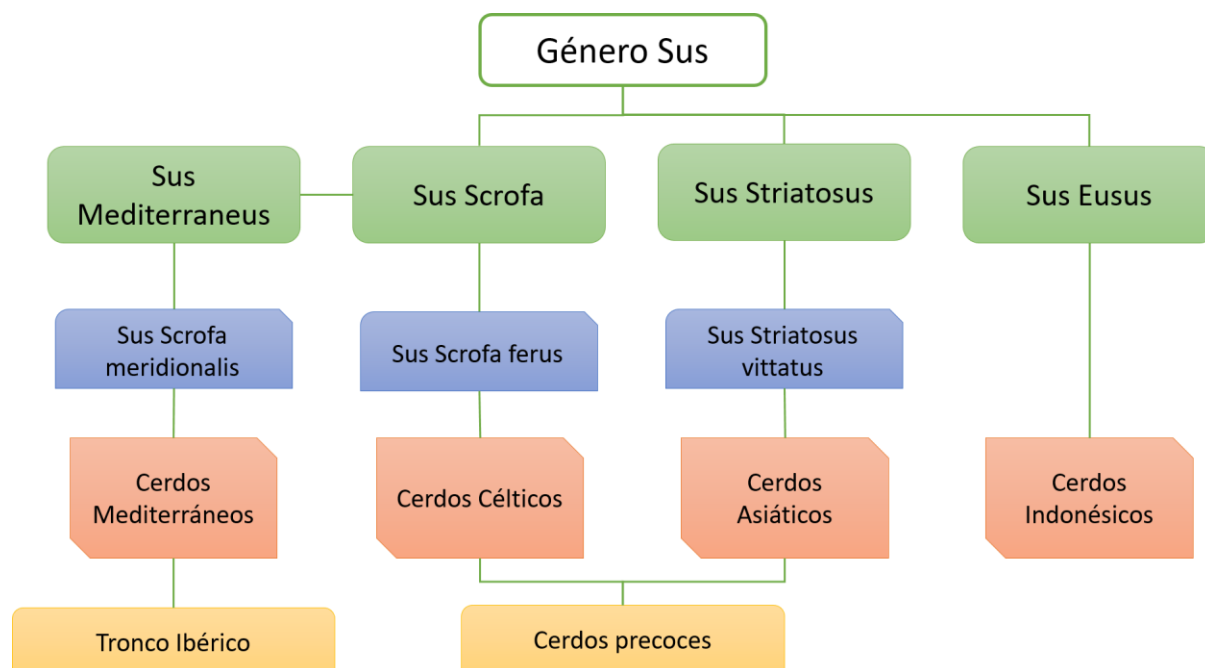 Género Sus
Sus
Mediterraneus
Sus Scrofa
Sus Striatosus
Sus Eusus
Sus Scrofa
meridionalis
Sus Scrofa ferus
Sus Striatosus
vittatus
Cerdos
Mediterráneos
Cerdos Célticos
Cerdos
Asiáticos
Cerdos
Indonésicos
Tronco Ibérico
Cerdos precoces